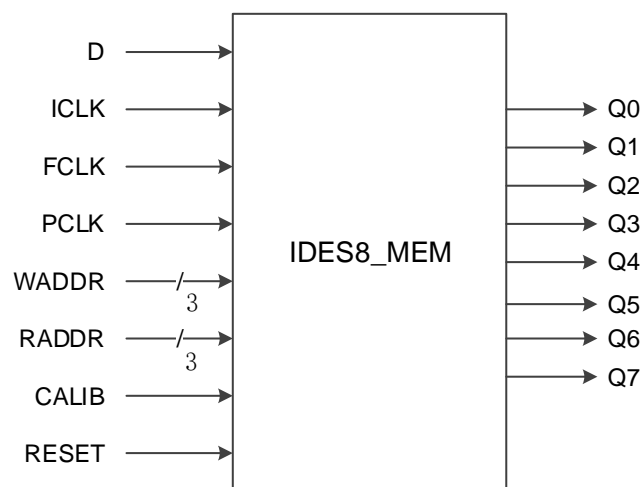 D
ICLK
FCLK
PCLK
WADDR
/
3
RADDR
/
3
CALIB
RESET
IDES8_MEM
Q0
Q1
Q2
Q3
Q4
Q5
Q6
Q7